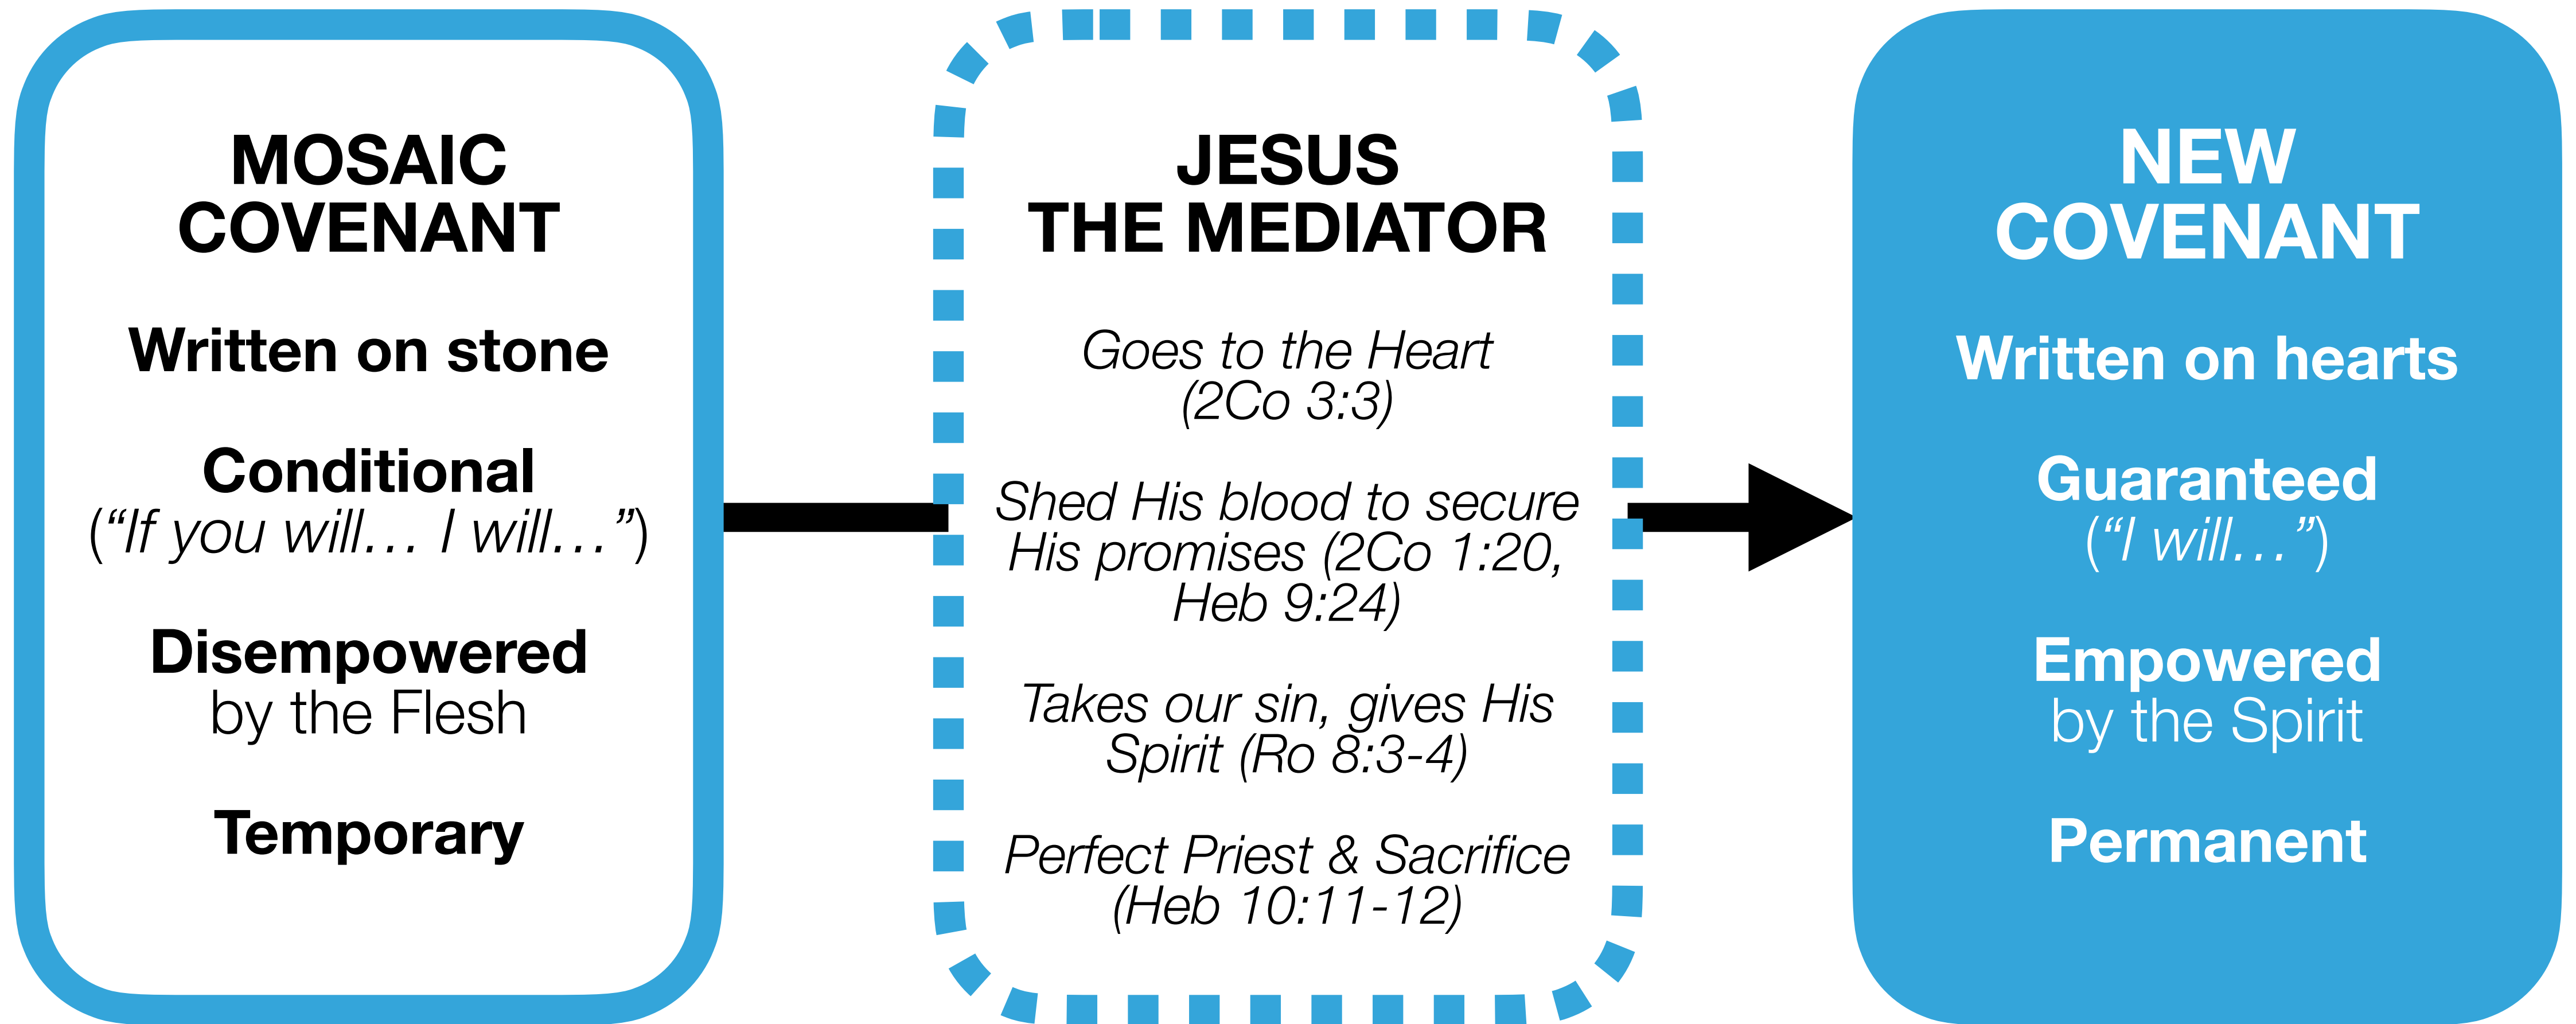 MOSAIC
COVENANT
Written on stone
Conditional
(“If you will… I will…”)
Disempowered
by the Flesh
Temporary
JESUS
THE MEDIATOR
Goes to the Heart
(2Co 3:3)
Shed His blood to secure
His promises (2Co 1:20,
Heb 9:24)
Takes our sin, gives His
Spirit (Ro 8:3-4)
Perfect Priest & Sacrifice
(Heb 10:11-12)
NEW
COVENANT
Written on hearts
Guaranteed
(“I will…”)
Empowered
by the Spirit
Permanent